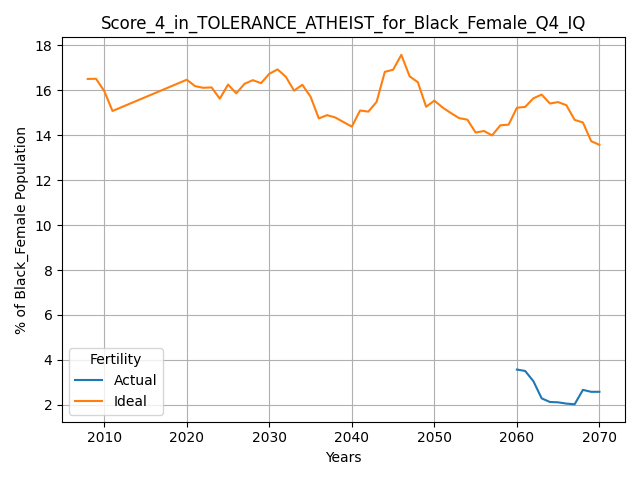 Score_4_in_TOLERANCE_ATHEIST_for_Black_Female_Q4_IQ
% of Black_Female Population
18
16
14
12
10
8
6
4
2
Fertility
Actual
Ideal
2010 2020 2030 2040 2050 2060 2070
Years